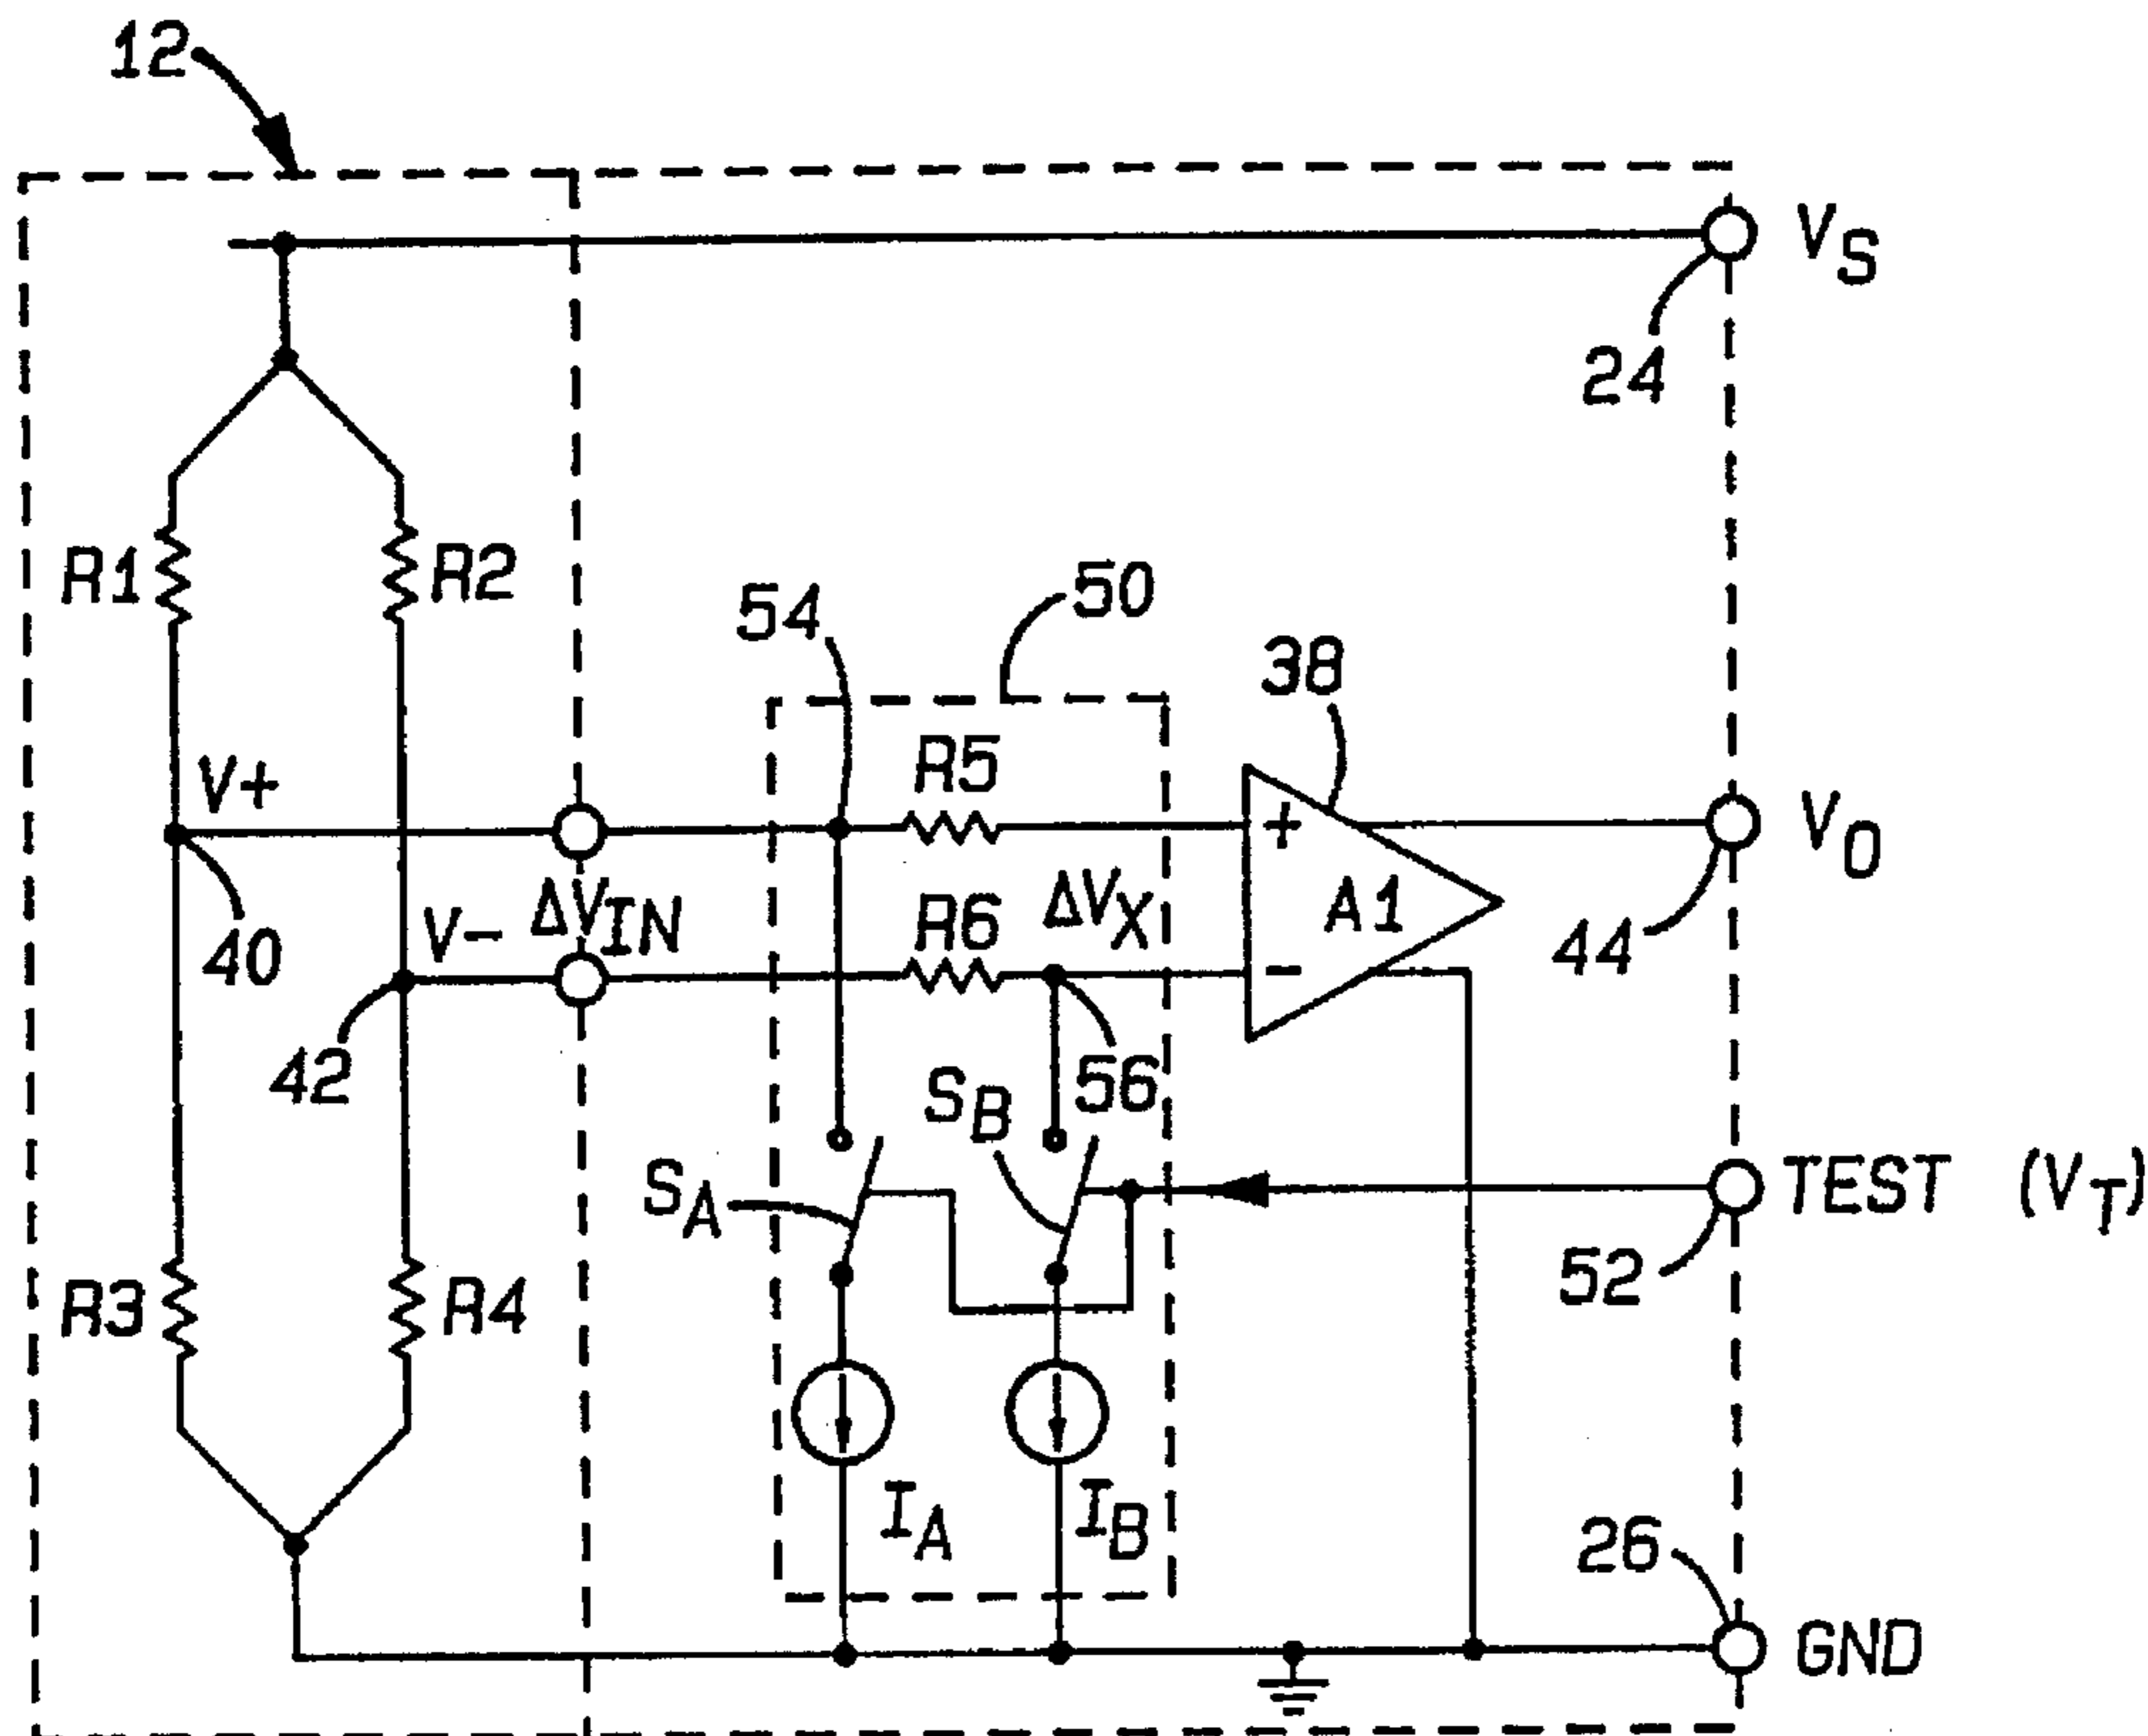 12
V_S
24
R1
R2
54
50
38
R5
V+
A1
V_O
ΔV_IN
R6
ΔV_X
V-
40
44
42
S_B
56
S_A
TEST (V_T)
52
R3
R4
I_A
I_B
26
GND
+
-